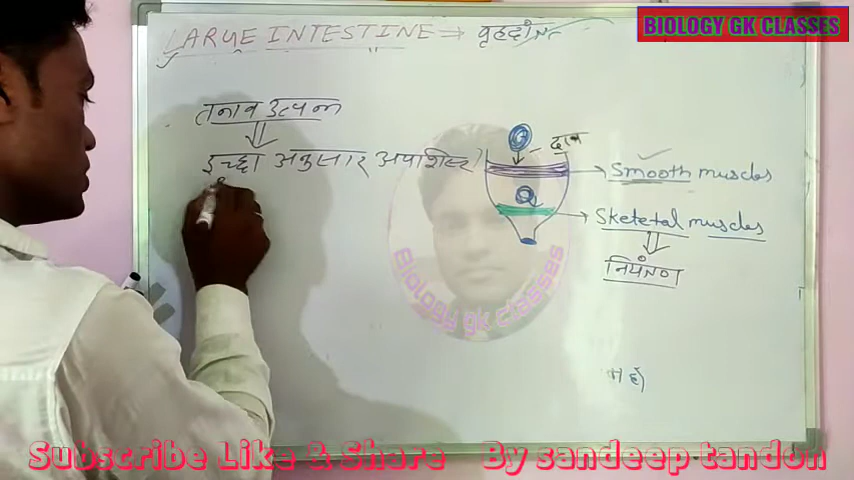 LARUE INTESTINE ⇒ वृहदांत्र
BIOLOGY GK CLASSES
तनाव उत्पन्न
इच्छा अनुसार अपशिष्ट
दाब
Smooth muscles
Sketetal muscles
नियंत्रण
Biology gk classes
Subscribe Like & Share By sandeep tandon